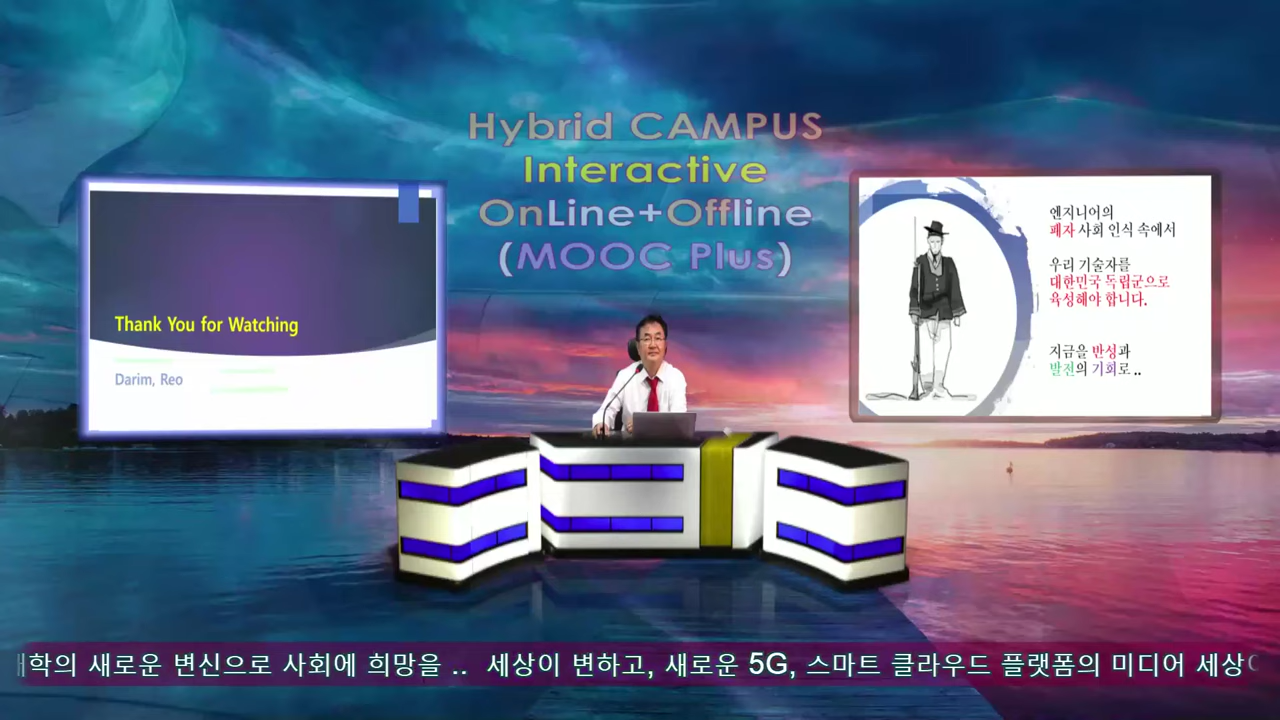 Hybrid CAMPUS
Interactive
OnLine+Offline
(MOOC Plus)
Thank You for Watching
Darim, Reo
엔지니어의
패자 사회 인식 속에서
우리 기술자를
대한민국 독립군으로
육성해야 합니다.
지금을 반성과
발전의 기회로..
학의 새로운 변신으로 사회에 희망을 .. 세상이 변하고, 새로운 5G, 스마트 클라우드 플랫폼의 미디어 세상